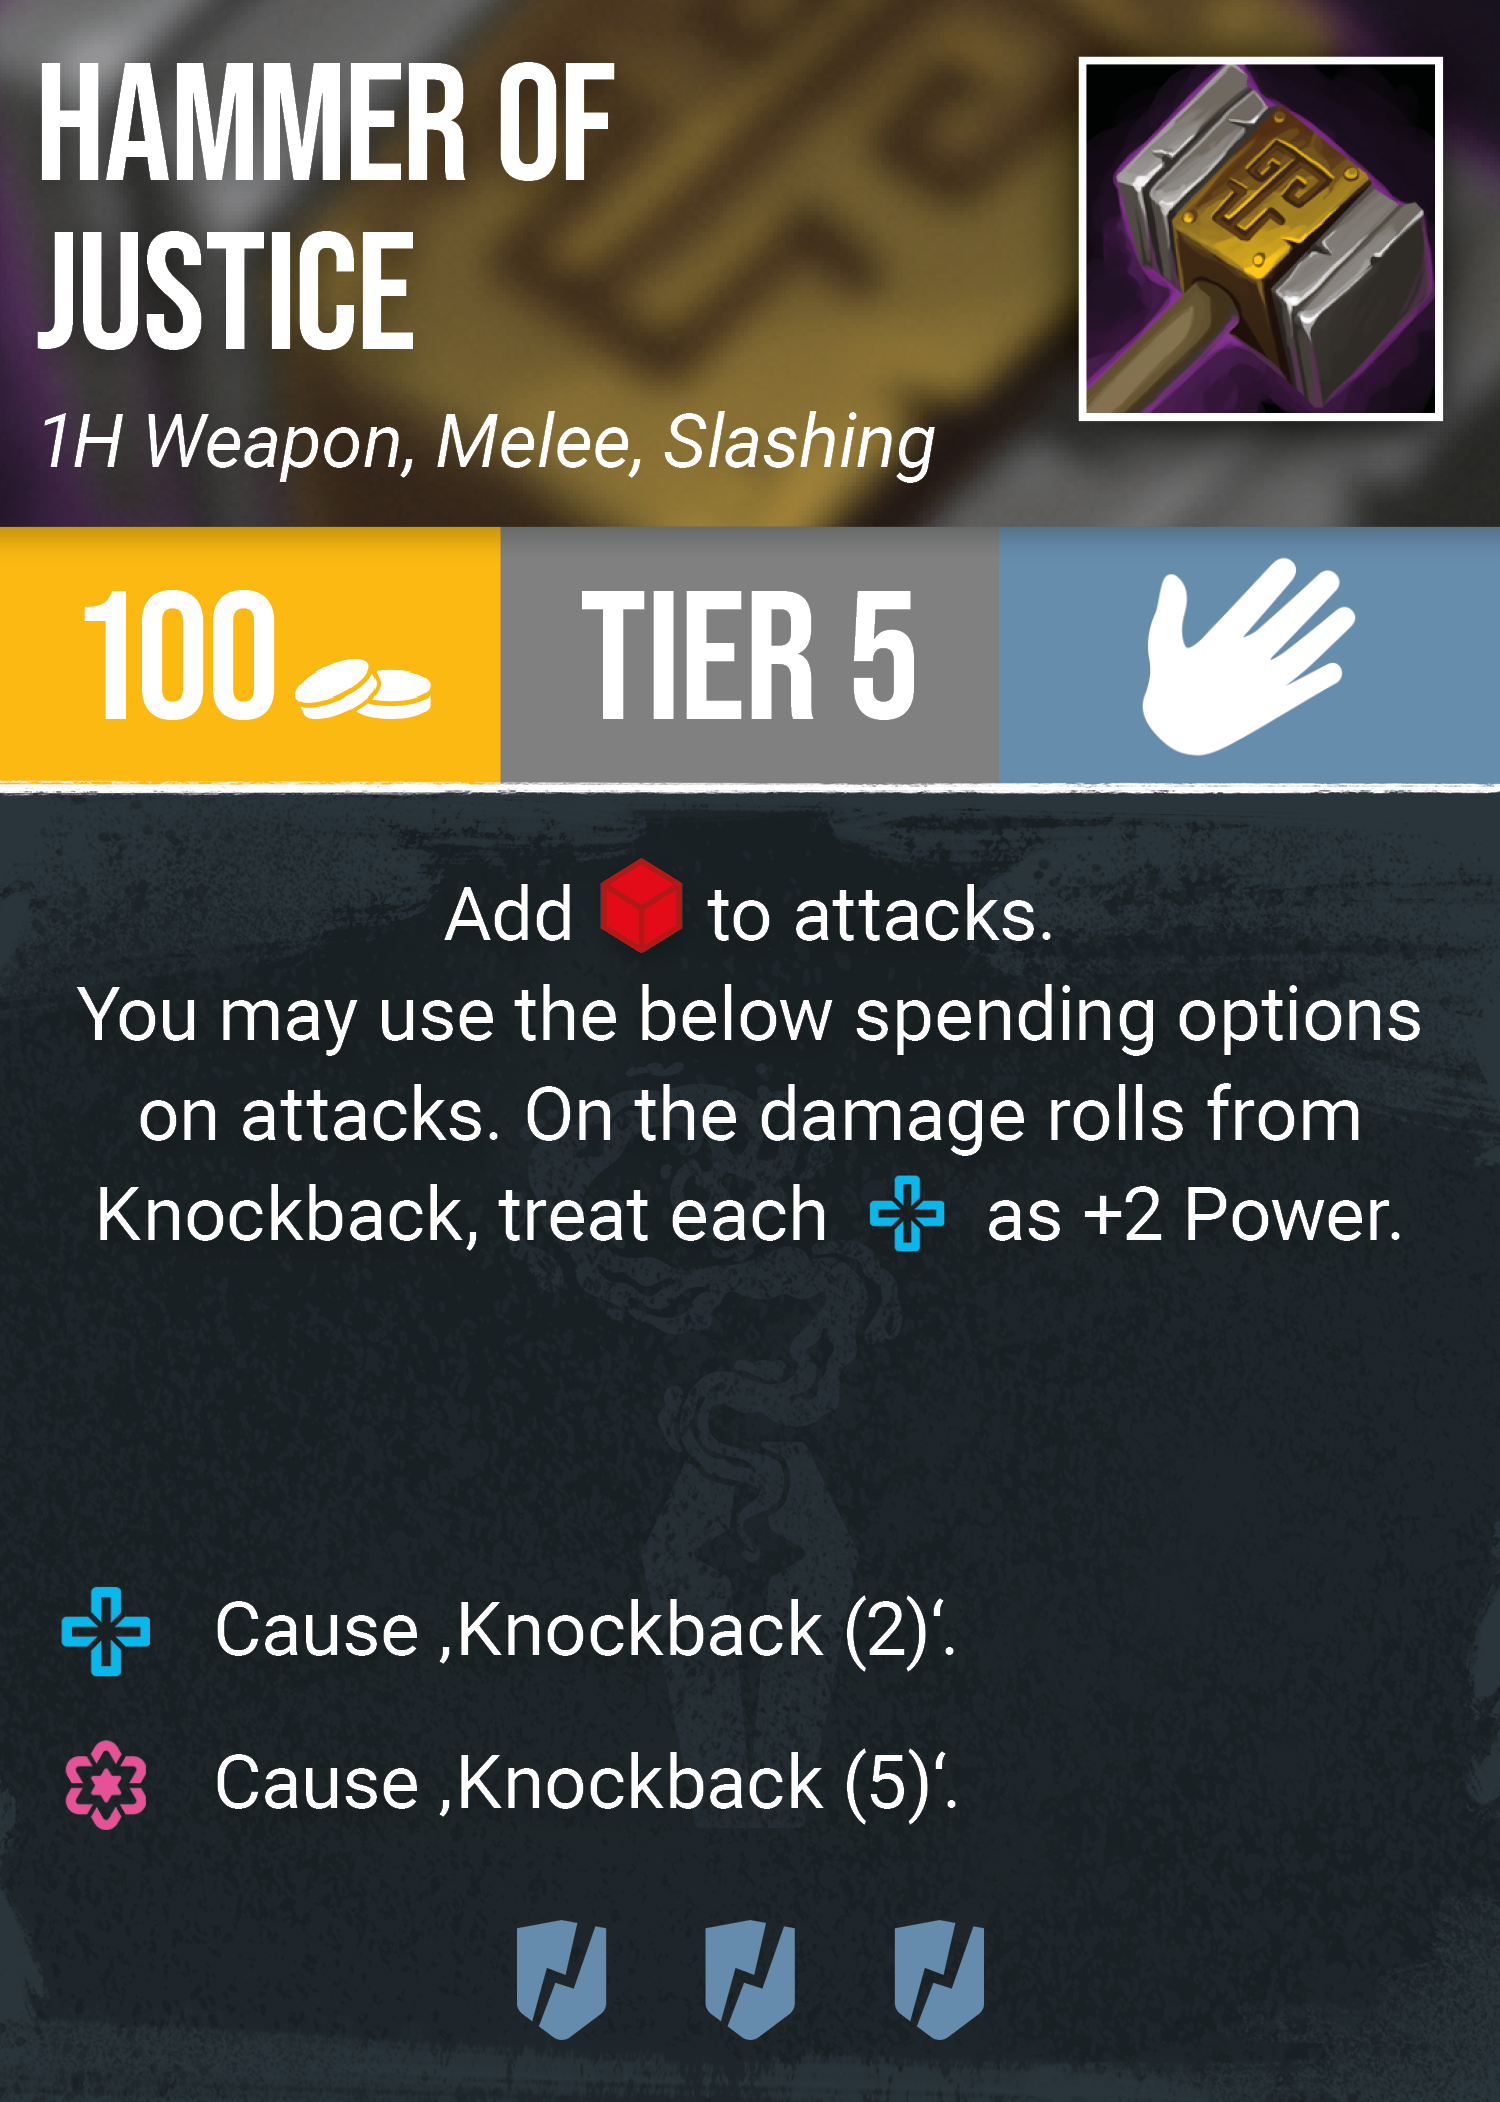 HAMMER OF
JUSTICE
1H Weapon, Melee, Slashing
100
TIER 5
Add to attacks.
You may use the below spending options
on attacks. On the damage rolls from
Knockback, treat each as +2 Power.
Cause ‚Knockback (2)‘.
Cause ‚Knockback (5)‘.